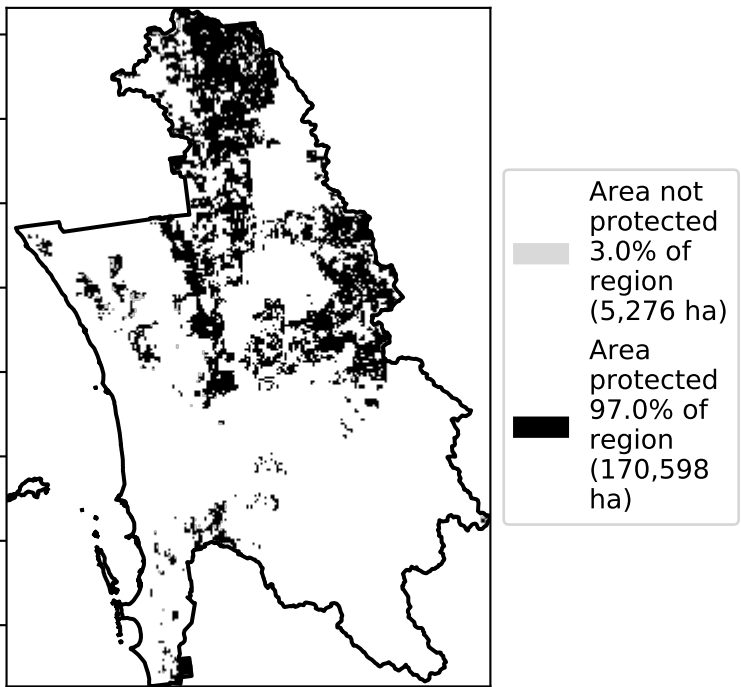 Area not
protected
3.0% of
region
(5,276 ha)
Area
protected
97.0% of
region
(170,598
ha)